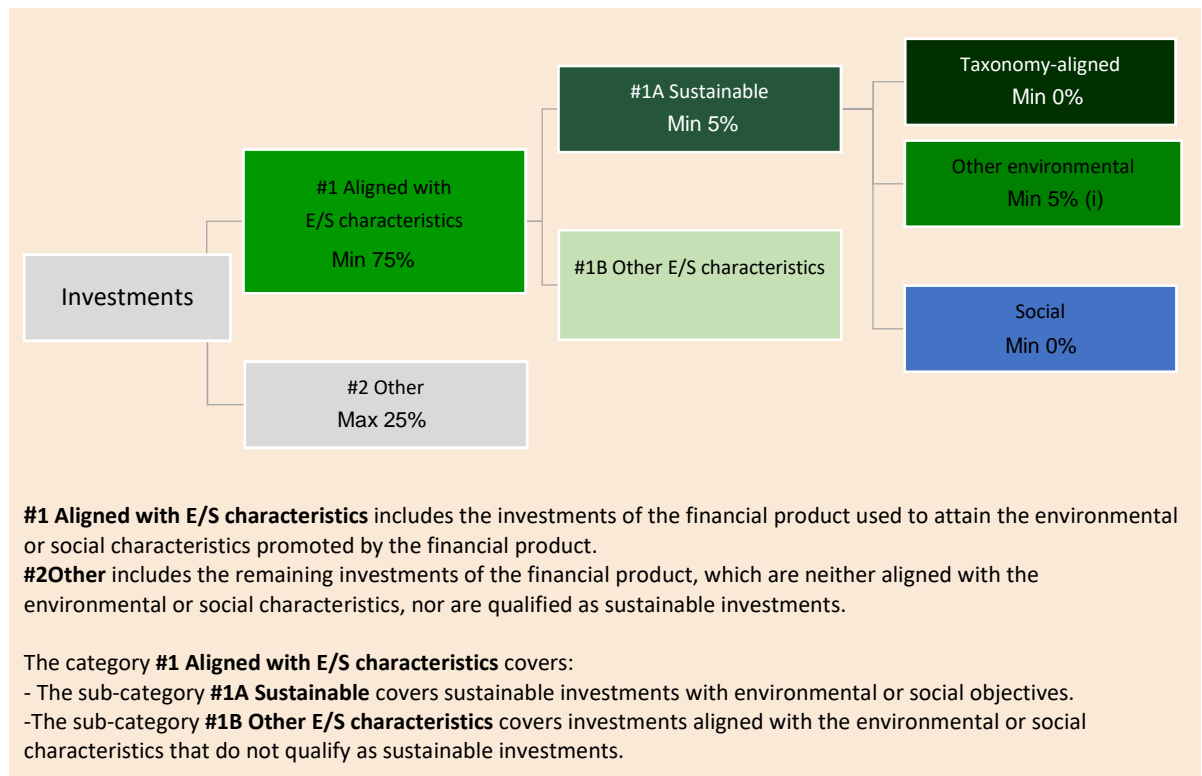 Taxonomy-aligned
Min 0%
#1A Sustainable
Min 5%
Other environmental
Min 5% (i)
#1 Aligned with
E/S characteristics
Min 75%
#1B Other E/S characteristics
Investments
Social
Min 0%
#2 Other
Max 25%
#1 Aligned with E/S characteristics includes the investments of the financial product used to attain the environmental
or social characteristics promoted by the financial product.
#2Other includes the remaining investments of the financial product, which are neither aligned with the
environmental or social characteristics, nor are qualified as sustainable investments.
The category #1 Aligned with E/S characteristics covers:
- The sub-category #1A Sustainable covers sustainable investments with environmental or social objectives.
-The sub-category #1B Other E/S characteristics covers investments aligned with the environmental or social
characteristics that do not qualify as sustainable investments.